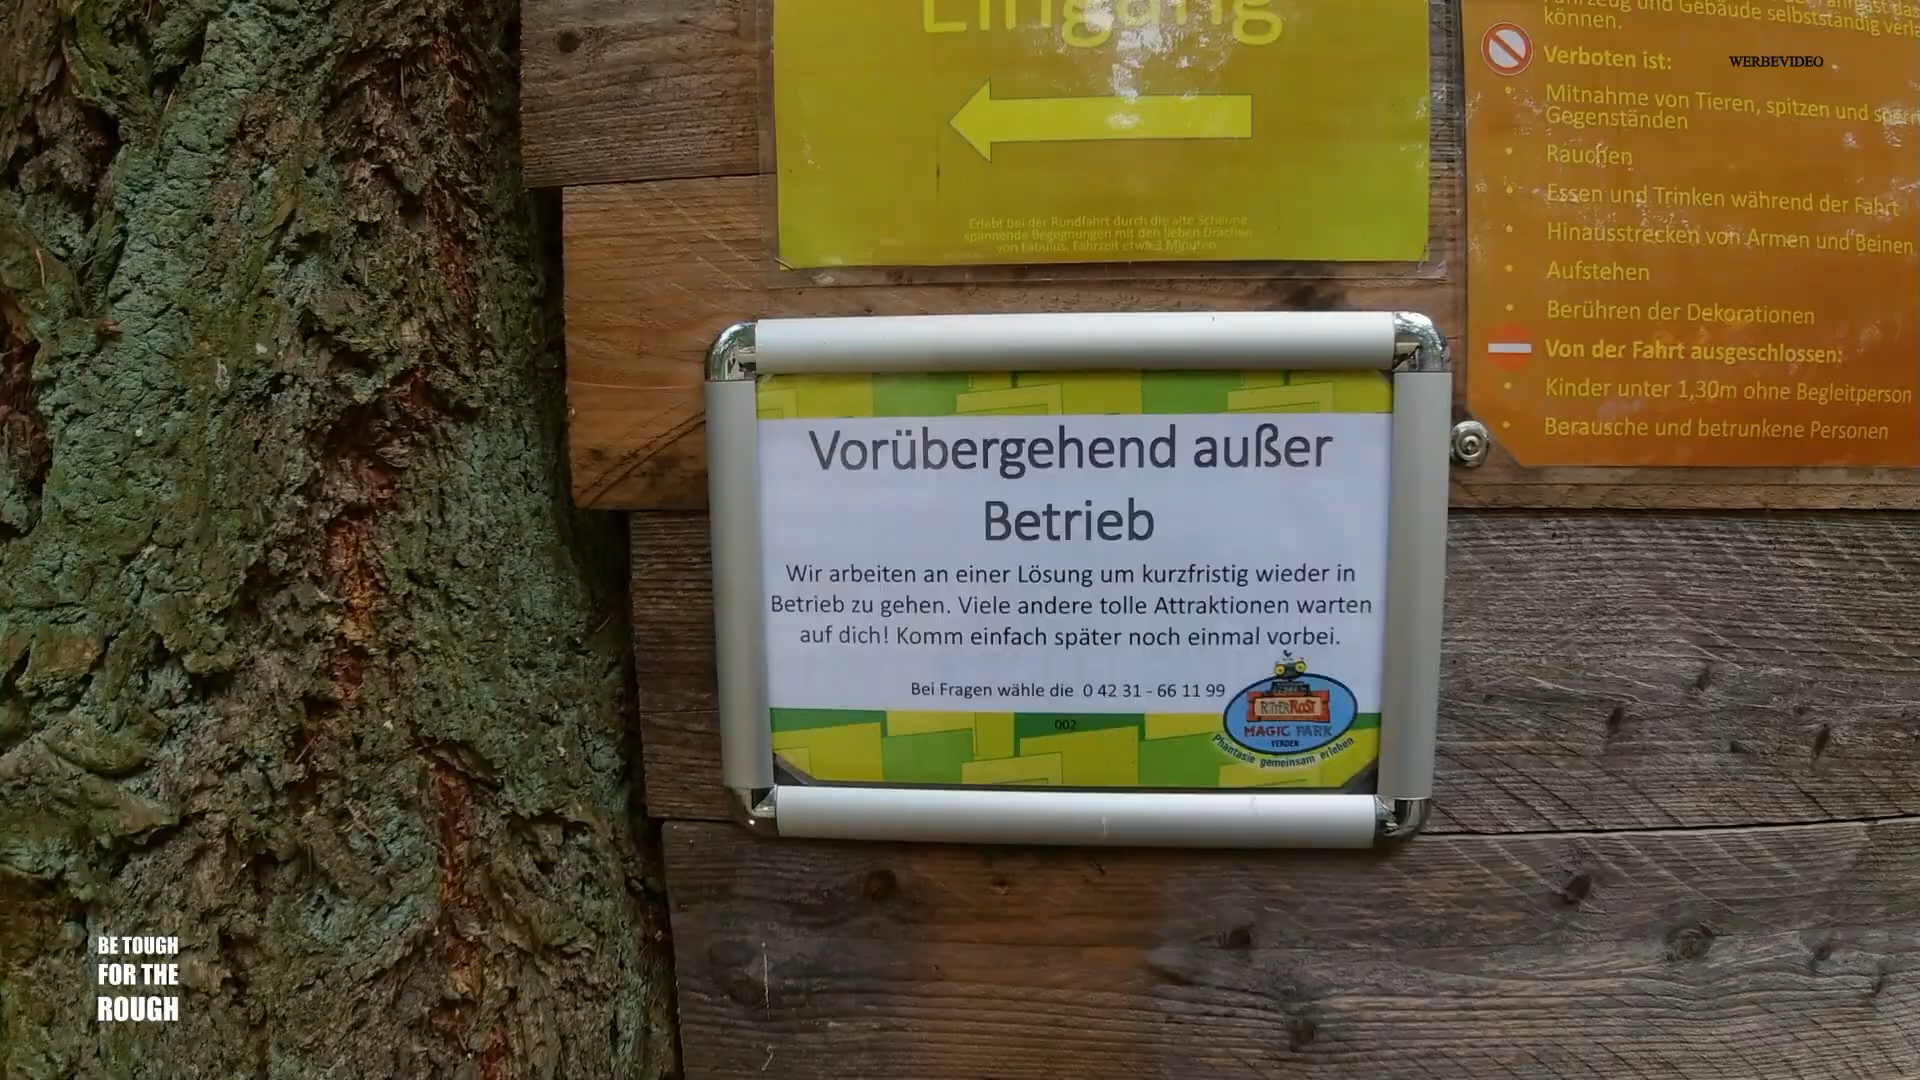 Eingang
Erlebt bei der Rundfahrt durch die alte Scheune
spannende Begegnungen mit den lieben Drachen
von Fabulus. Fahrzeit etwa 3 Minuten.
Fahrzeug und Gebäude selbstständig
können.
Verboten ist:
WERBEVIDEO
• Mitnahme von Tieren, spitzen und
Gegenständen
• Rauchen
• Essen und Trinken während der Fahrt
• Hinausstrecken von Armen und Beinen,
• Aufstehen
• Berühren der Dekorationen
Von der Fahrt ausgeschlossen:
• Kinder unter 1,30m ohne Begleitperson
• Berausche und betrunkene Personen
Vorübergehend außer
Betrieb
Wir arbeiten an einer Lösung um kurzfristig wieder in
Betrieb zu gehen. Viele andere tolle Attraktionen warten
auf dich! Komm einfach später noch einmal vorbei.
Bei Fragen wähle die 0 42 31 - 66 11 99
002
RITTER ROST
MAGIC PARK
VERDEN
Phantasie gemeinsam erleben
BE TOUGH
FOR THE
ROUGH